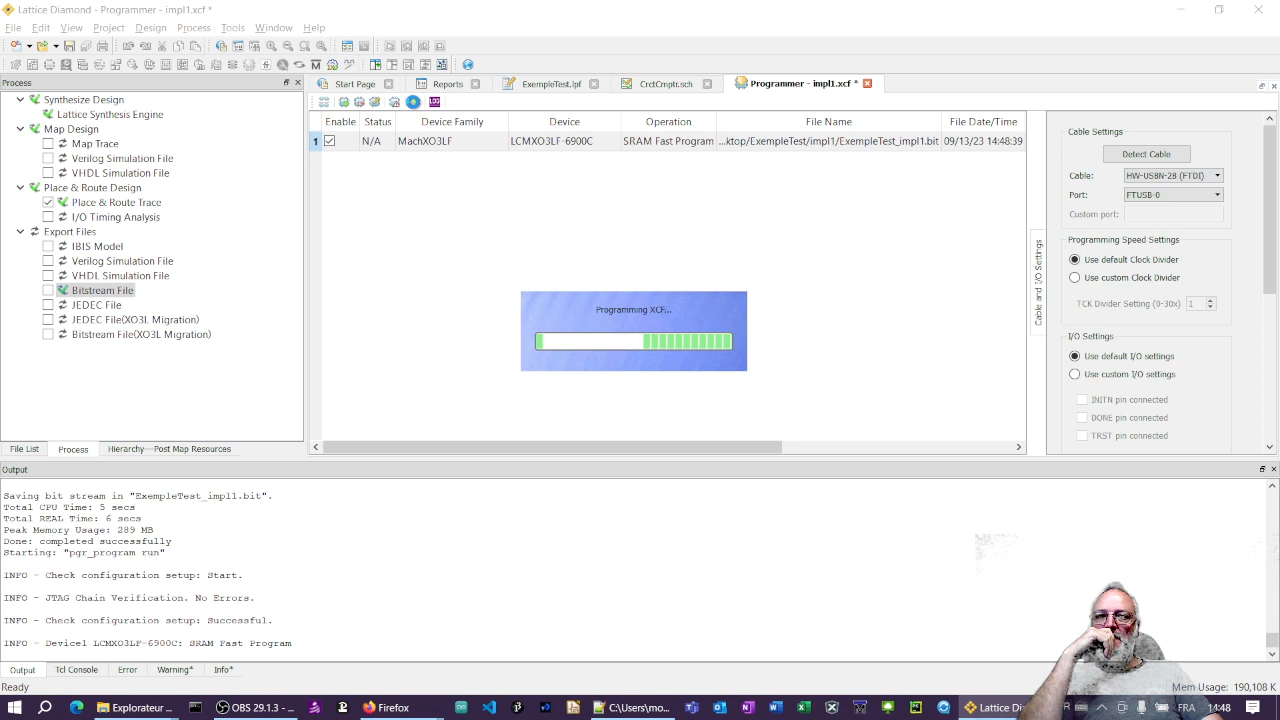 Lattice Diamond - Programmer - impl1.xcf *
File Edit View Project Design Process Tools Window Help
Process
Synthesize Design
Lattice Synthesis Engine
Map Design
Map Trace
Verilog Simulation File
VHDL Simulation File
Place & Route Design
Place & Route Trace
I/O Timing Analysis
Export Files
IBIS Model
Verilog Simulation File
VHDL Simulation File
Bitstream File
JEDEC File
JEDEC File(XO3L Migration)
Bitstream File(XO3L Migration)
File List Process Hierarchy Post Map Resources
Start Page Reports ExempleTest.lpf CrctCmptr.sch Programmer - impl1.xcf *
LOG
Enable Status Device Family Device Operation File Name File Date/Time
1 N/A MachXO3LF LCMXO3LF-6900C SRAM Fast Program ...ktop/ExempleTest/impl1/ExempleTest_impl1.bit 09/13/23 14:48:39
Programming XCF...
Cable and I/O Settings
Cable Settings
Detect Cable
Cable: HW-USBN-2B (FTDI)
Port: FTUSB-0
Custom port:
Programming Speed Settings
Use default Clock Divider
Use custom Clock Divider
TCK Divider Setting (0-30x) 1
I/O Settings
Use default I/O settings
Use custom I/O settings
INITN pin connected
DONE pin connected
TRST pin connected
Output
Saving bit stream in "ExempleTest_impl1.bit".
Total CPU Time: 5 secs
Total REAL Time: 6 secs
Peak Memory Usage: 289 MB
Done: completed successfully
Starting: "pgr_program run"
INFO - Check configuration setup: Start.
INFO - JTAG Chain Verification. No Errors.
INFO - Check configuration setup: Successful.
INFO - Device1 LCMXO3LF-6900C: SRAM Fast Program
Output Tcl Console Error Warning* Info*
Ready
Mem Usage: 190,108 K
Explorateur ... OBS 29.1.3 - ... Firefox C:\Users\mo... Lattice Dia FR 14:48